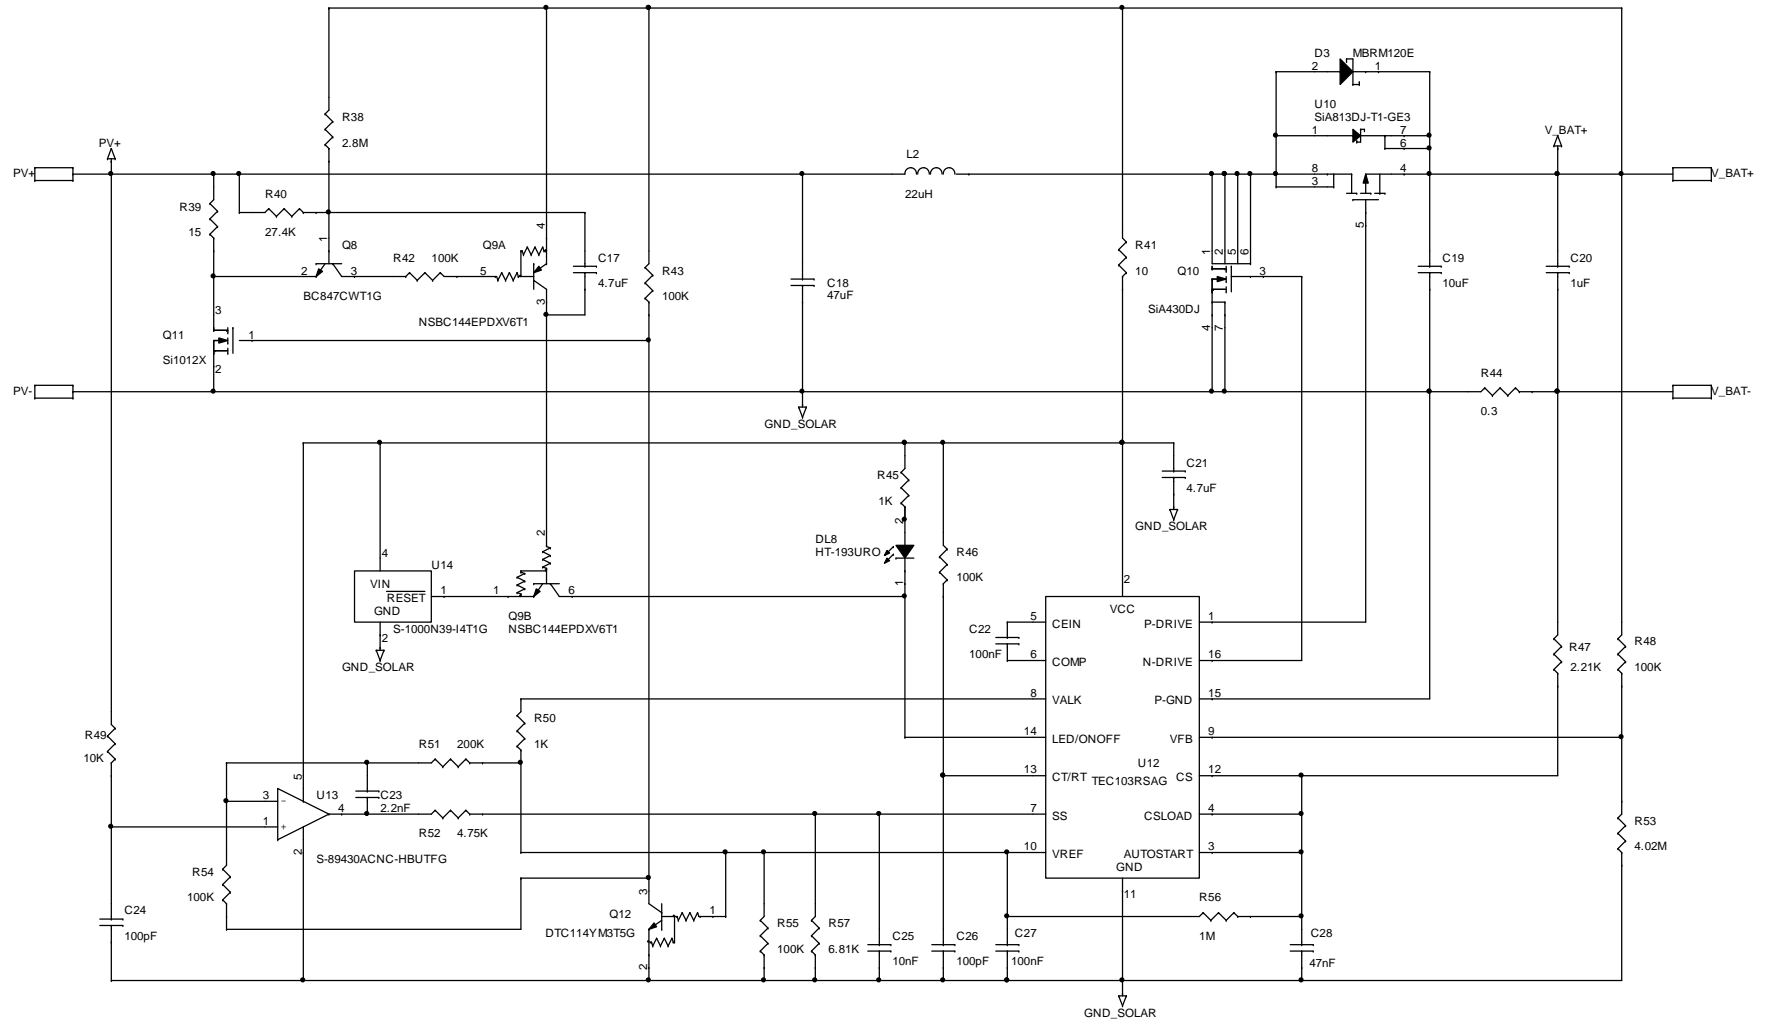 D3 MBRM120E
2
1
U10
SiA813DJ-T1-GE3
1
7
6
8
3
4
5
R38
2.8M
PV+
PV+
V_BAT+
V_BAT+
L2
22uH
R39
15
R40
27.4K
1
Q8
2
3
BC847CWT1G
R42 100K
Q9A
4
5
3
NSBC144EPDXV6T1
C17
4.7uF
R43
100K
C18
47uF
R41
10
1
2
5
6
Q10
3
SiA430DJ
4
7
C19
10uF
C20
1uF
3
Q11
1
Si1012X
2
PV-
R44
0.3
V_BAT-
GND_SOLAR
R45
1K
2
DL8
HT-193URO
1
R46
100K
C21
4.7uF
GND_SOLAR
4
U14
VIN
RESET
GND
1
2
S-1000N39-I4T1G
GND_SOLAR
2
1
6
Q9B
NSBC144EPDXV6T1
2
VCC
C22
100nF
5
CEIN
6
COMP
8
VALK
14
LED/ONOFF
13
CT/RT
7
SS
10
VREF
P-DRIVE
1
N-DRIVE
16
P-GND
15
VFB
9
U12
TEC103RSAG
CS
12
CSLOAD
4
AUTOSTART
3
GND
11
R47
2.21K
R48
100K
R49
10K
R50
1K
R51 200K
5
3
-
1
+
U13
4
2
C23
2.2nF
R52 4.75K
S-89430ACNC-HBUTFG
R53
4.02M
R54
100K
C24
100pF
3
Q12
1
DTC114YM3T5G
2
R55
100K
R57
6.81K
C25
10nF
C26
100pF
C27
100nF
R56
1M
C28
47nF
GND_SOLAR